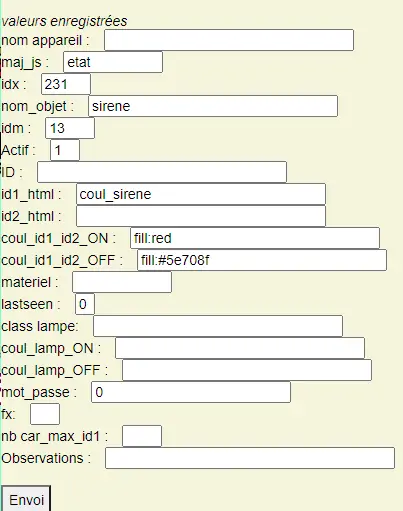 valeurs enregistrées
nom appareil :
maj_js : etat
idx : 231
nom_objet : sirene
idm : 13
Actif : 1
ID :
id1_html : coul_sirene
id2_html :
coul_id1_id2_ON : fill:red
coul_id1_id2_OFF : fill:#5e708f
materiel :
lastseen : 0
class lampe:
coul_lamp_ON :
coul_lamp_OFF :
mot_passe : 0
fx:
nb car_max_id1 :
Observations :
Envoi